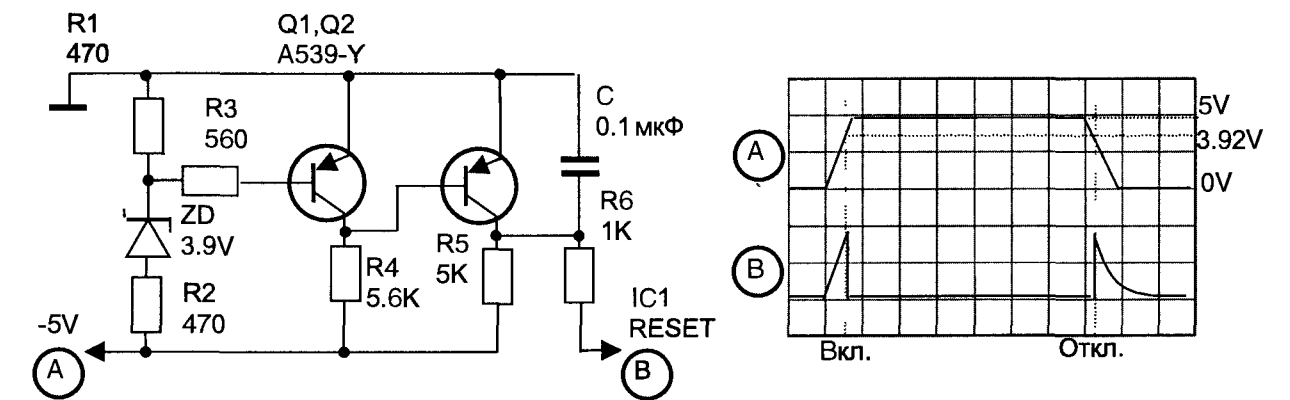 R1
470
Q1,Q2
A539-Y
R3
560
C
0.1 мкФ
ZD
3.9V
R6
1K
R5
5K
R4
5.6K
R2
470
IC1
RESET
-5V
A
B
A
5V
3.92V
0V
B
Вкл.
Откл.